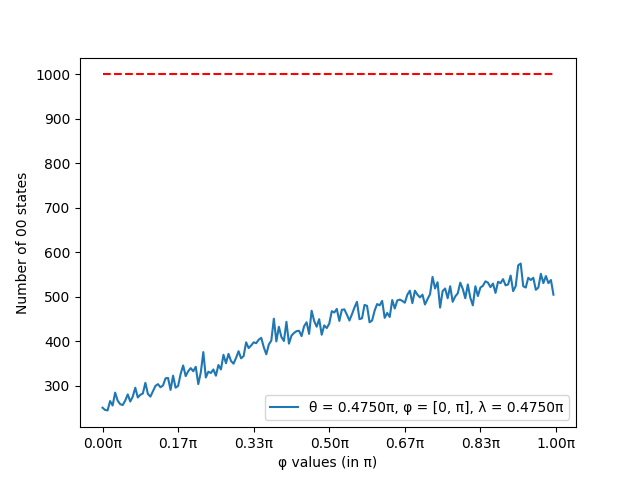 1000
900
800
700
600
500
400
300
Number of 00 states
θ = 0.4750π, φ = [0, π], λ = 0.4750π
0.00π 0.17π 0.33π 0.50π 0.67π 0.83π 1.00π
φ values (in π)